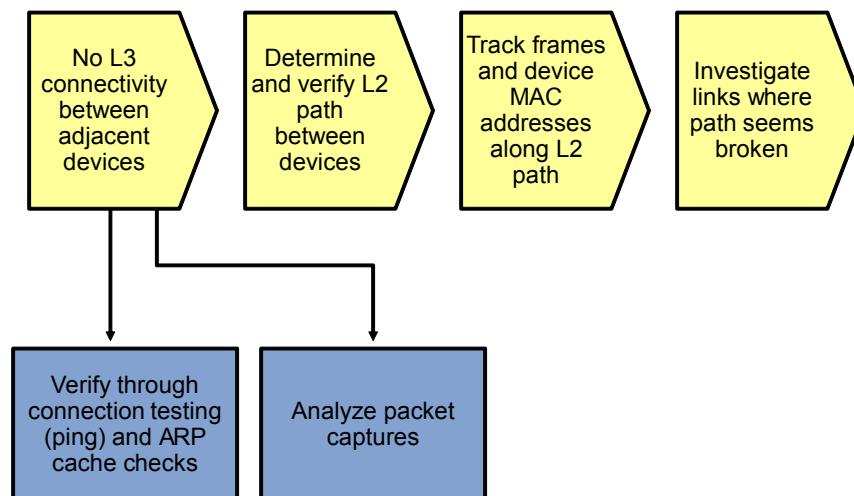 No L3
connectivity
between
adjacent
devices
Determine
and verify L2
path
between
devices
Track frames
and device
MAC
addresses
along L2
path
Investigate
links where
path seems
broken
Verify through
connection testing
(ping) and ARP
cache checks
Analyze packet
captures